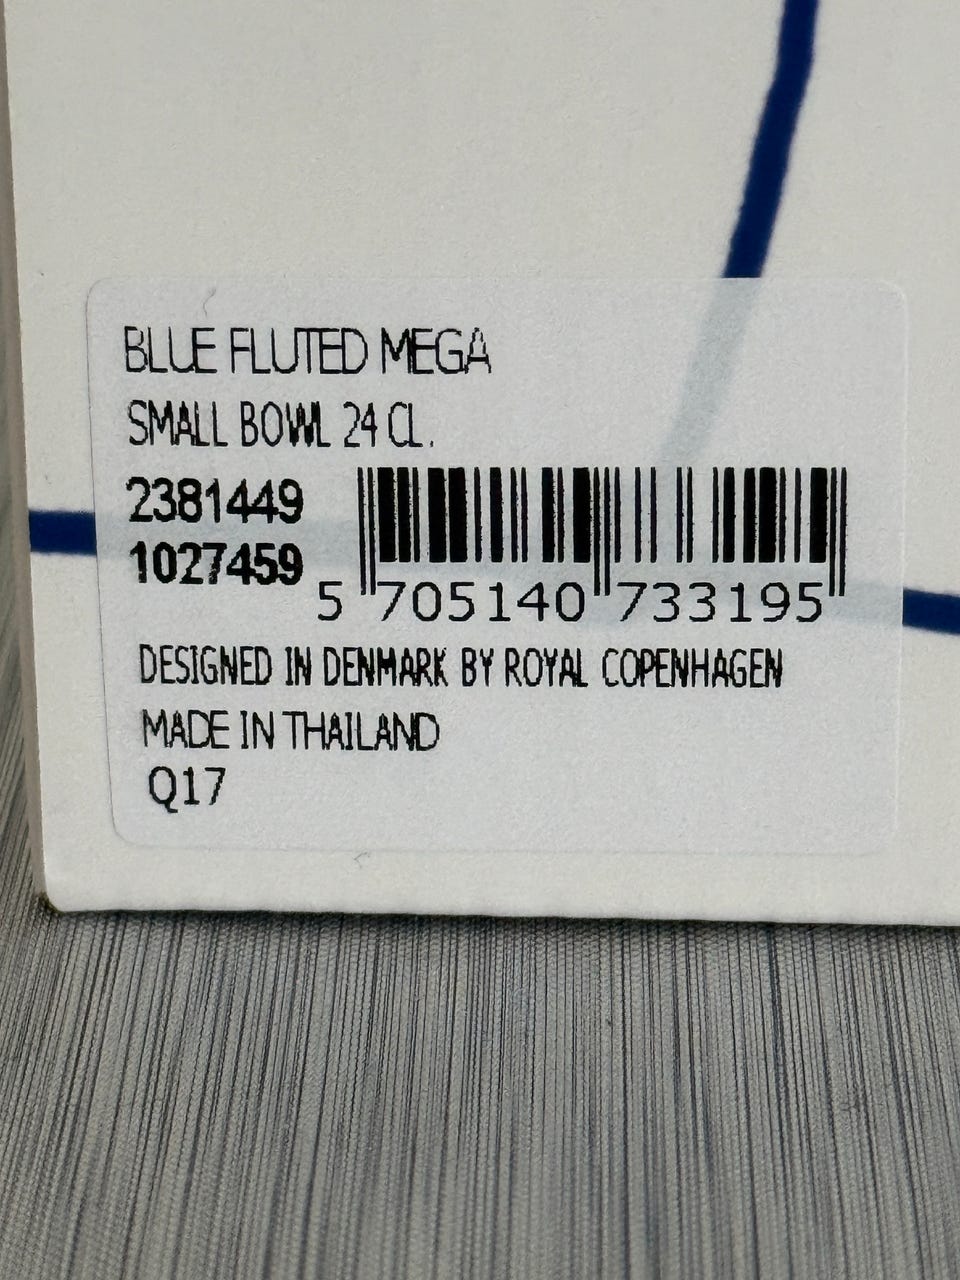 BLUE FLUTED MEGA
SMALL BOWL 24 CL.
2381449
1027459
5 705140 733195
DESIGNED IN DENMARK BY ROYAL COPENHAGEN
MADE IN THAILAND
Q17